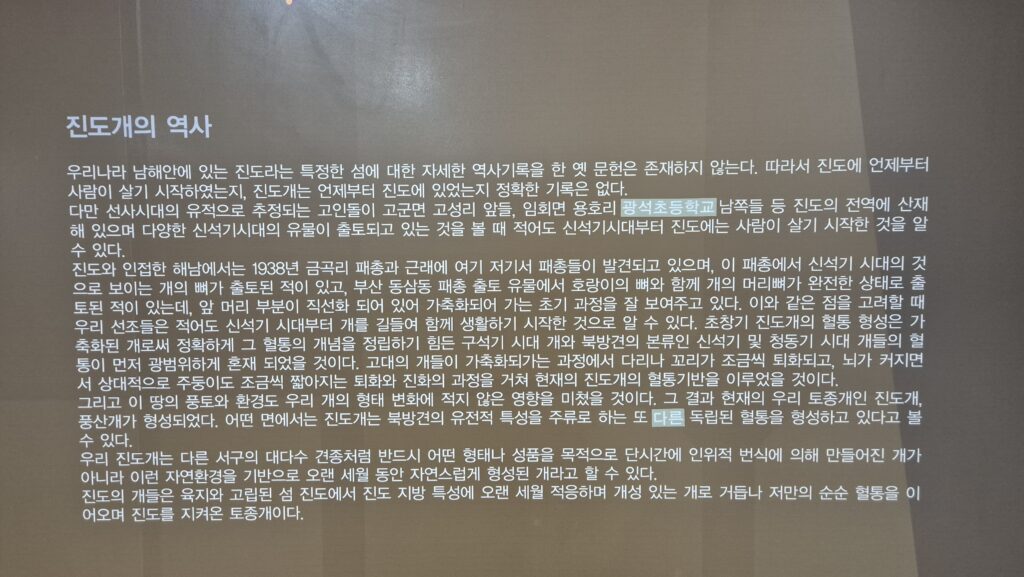 진도개의 역사
우리나라 남해안에 있는 진도라는 특정한 섬에 대한 자세한 역사기록을 한 옛 문헌은 존재하지 않는다. 따라서 진도에 언제부터
사람이 살기 시작하였는지, 진도개는 언제부터 진도에 있었는지 정확한 기록은 없다.
다만 선사시대의 유적으로 추정되는 고인돌이 고군면 고성리 앞들, 임회면 용호리 광석초등학교 남쪽들 등 진도의 전역에 산재
해 있으며 다양한 신석기시대의 유물이 출토되고 있는 것을 볼 때 적어도 신석기시대부터 진도에는 사람이 살기 시작한 것을 알
수 있다.
진도와 인접한 해남에서는 1938년 금곡리 패총과 근래에 여기 저기서 패총들이 발견되고 있으며, 이 패총에서 신석기 시대의 것
으로 보이는 개의 뼈가 출토된 적이 있고, 부산 동삼동 패총 출토 유물에서 호랑이의 뼈와 함께 개의 머리뼈가 완전한 상태로 출
토된 적이 있는데, 앞 머리 부분이 직선화 되어 있어 가축화되어 가는 초기 과정을 잘 보여주고 있다. 이와 같은 점을 고려할 때
우리 선조들은 적어도 신석기 시대부터 개를 길들여 함께 생활하기 시작한 것으로 알 수 있다. 초창기 진도개의 혈통 형성은 가
축화된 개로써 정확하게 그 혈통의 개념을 정립하기 힘든 구석기 시대 개와 북방견의 본류인 신석기 및 청동기 시대 개들의 혈
통이 먼저 광범위하게 혼재 되었을 것이다. 고대의 개들이 가축화되가는 과정에서 다리나 꼬리가 조금씩 퇴화되고, 뇌가 커지면
서 상대적으로 주둥이도 조금씩 짧아지는 퇴화와 진화의 과정을 거쳐 현재의 진도개의 혈통기반을 이루었을 것이다.
그리고 이 땅의 풍토와 환경도 우리 개의 형태 변화에 적지 않은 영향을 미쳤을 것이다. 그 결과 현재의 우리 토종개인 진도개,
풍산개가 형성되었다. 어떤 면에서는 진도개는 북방견의 유전적 특성을 주류로 하는 또 다른 독립된 혈통을 형성하고 있다고 볼
수 있다.
우리 진도개는 다른 서구의 대다수 견종처럼 반드시 어떤 형태나 성품을 목적으로 단시간에 인위적 번식에 의해 만들어진 개가
아니라 이런 자연환경을 기반으로 오랜 세월 동안 자연스럽게 형성된 개라고 할 수 있다.
진도의 개들은 육지와 고립된 섬 진도에서 진도 지방 특성에 오랜 세월 적응하며 개성 있는 개로 거듭나 저만의 순순 혈통을 이
어오며 진도를 지켜온 토종개이다.